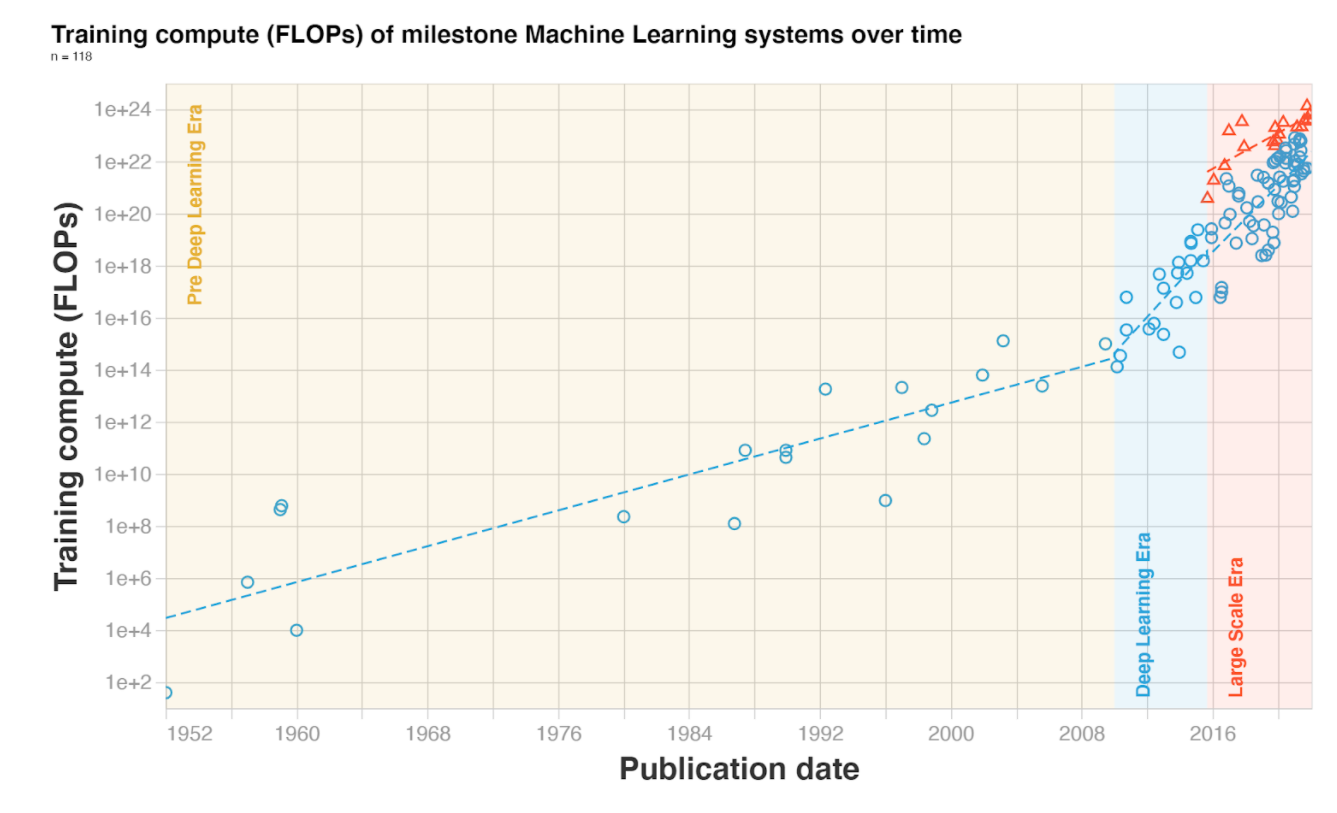 Training compute (FLOPs) of milestone Machine Learning systems over time
n = 118
Training compute (FLOPs)
1e+24
1e+22
1e+20
1e+18
1e+16
1e+14
1e+12
1e+10
1e+8
1e+6
1e+4
1e+2
Pre Deep Learning Era
Deep Learning Era
Large Scale Era
1952 1960 1968 1976 1984 1992 2000 2008 2016
Publication date